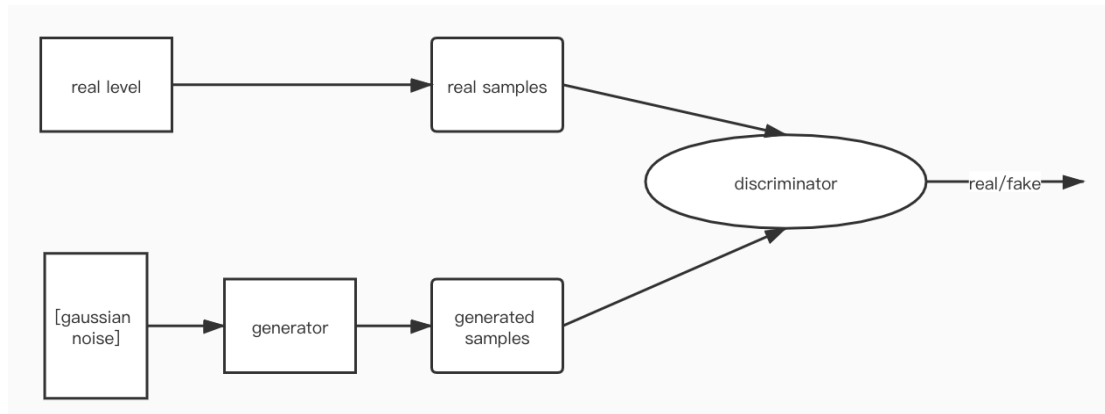 real level
real samples
discriminator
real/fake
[gaussian
noise]
generator
generated
samples